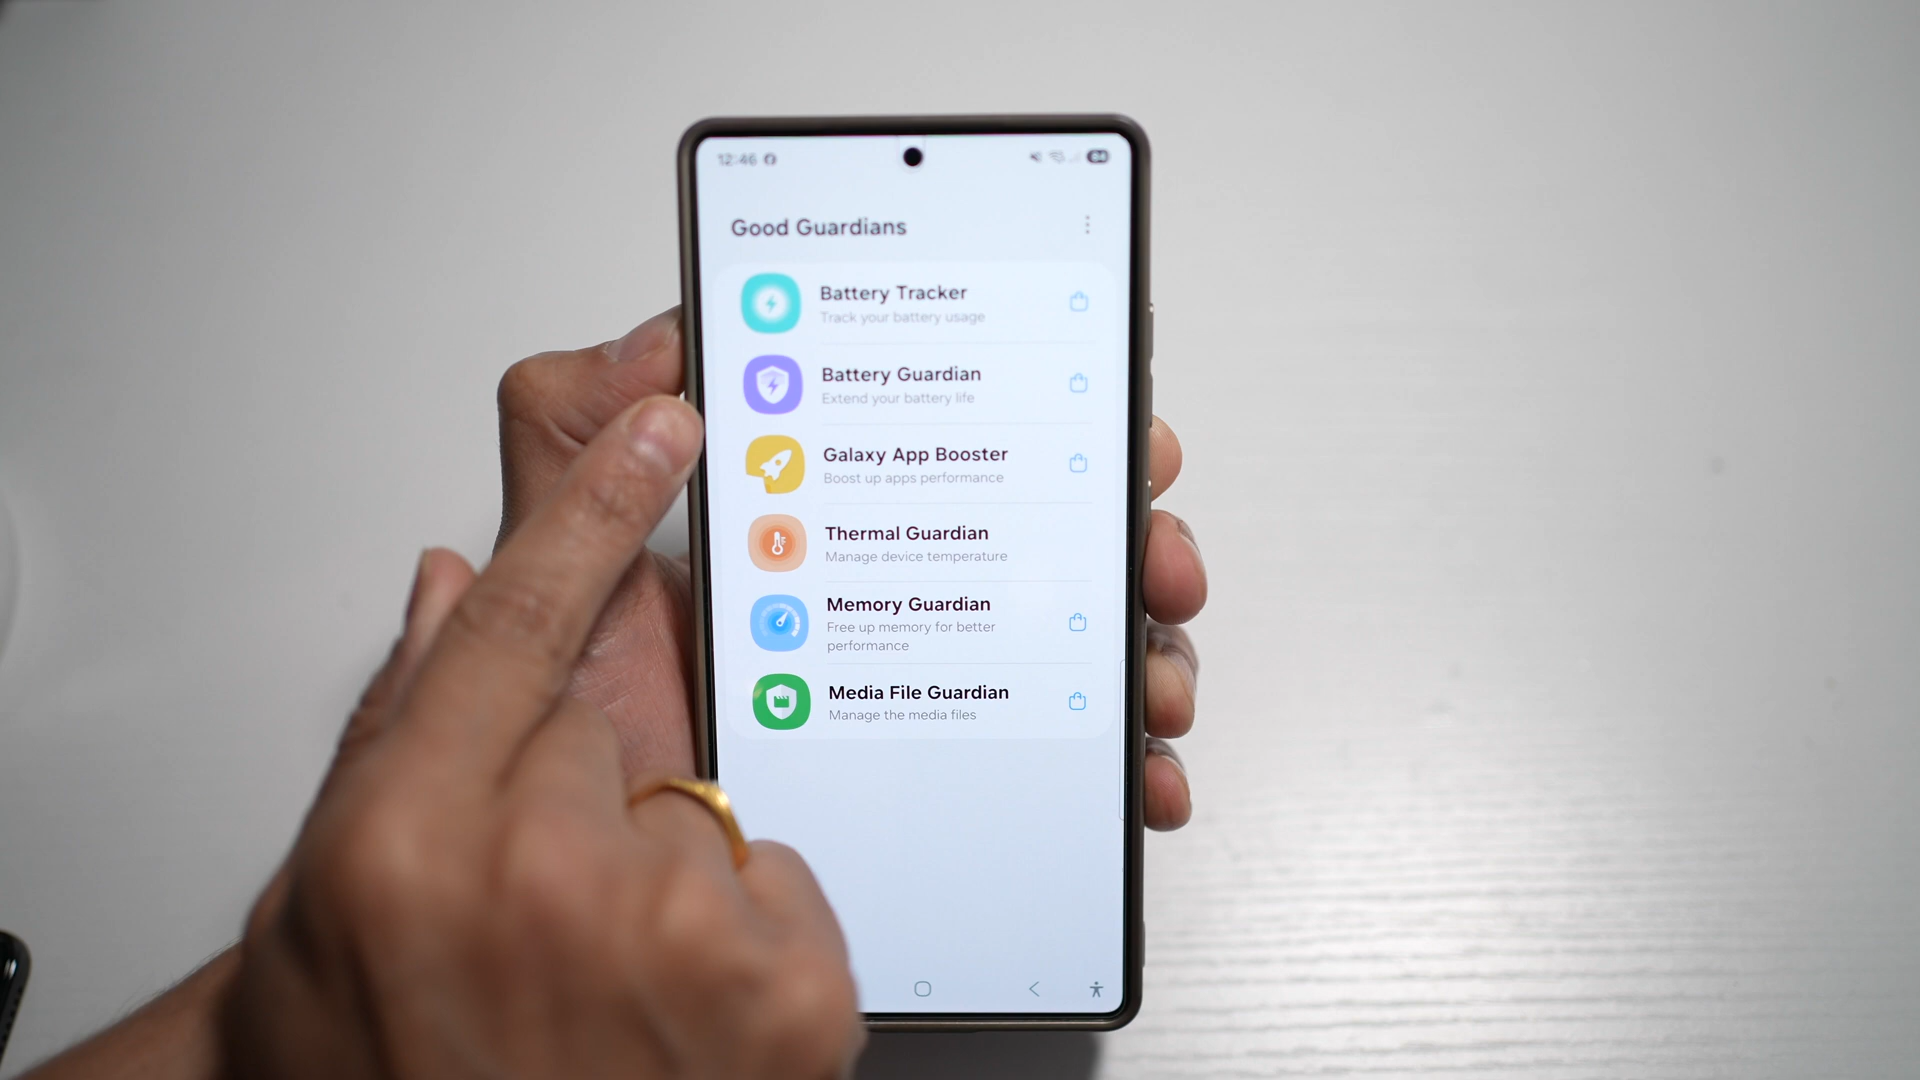 12:46
Good Guardians
Battery Tracker
Track your battery usage
Battery Guardian
Extend your battery life
Galaxy App Booster
Boost up apps performance
Thermal Guardian
Manage device temperature
Memory Guardian
Free up memory for better
performance
Media File Guardian
Manage the media files